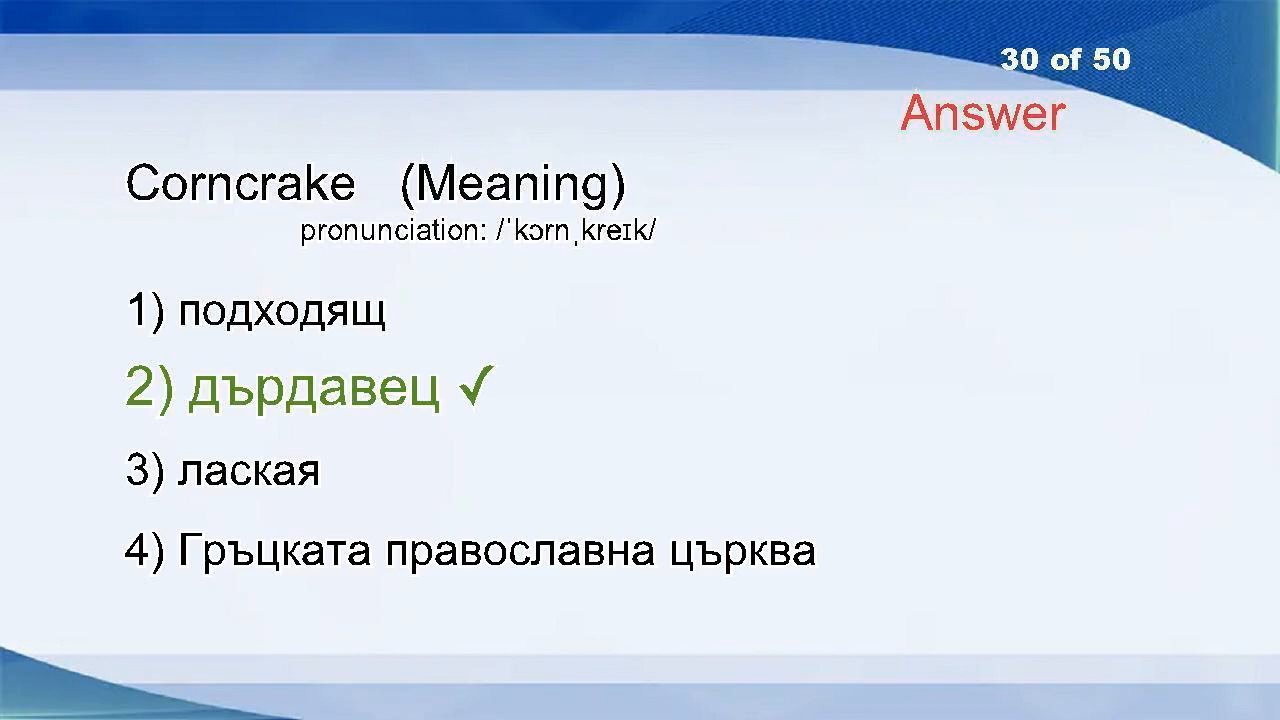 30 of 50
Answer
Corncrake (Meaning)
pronunciation: /ˈkɔrnˌkreɪk/
1) подходящ
2) дърдавец ✓
3) лаская
4) Гръцката православна църква